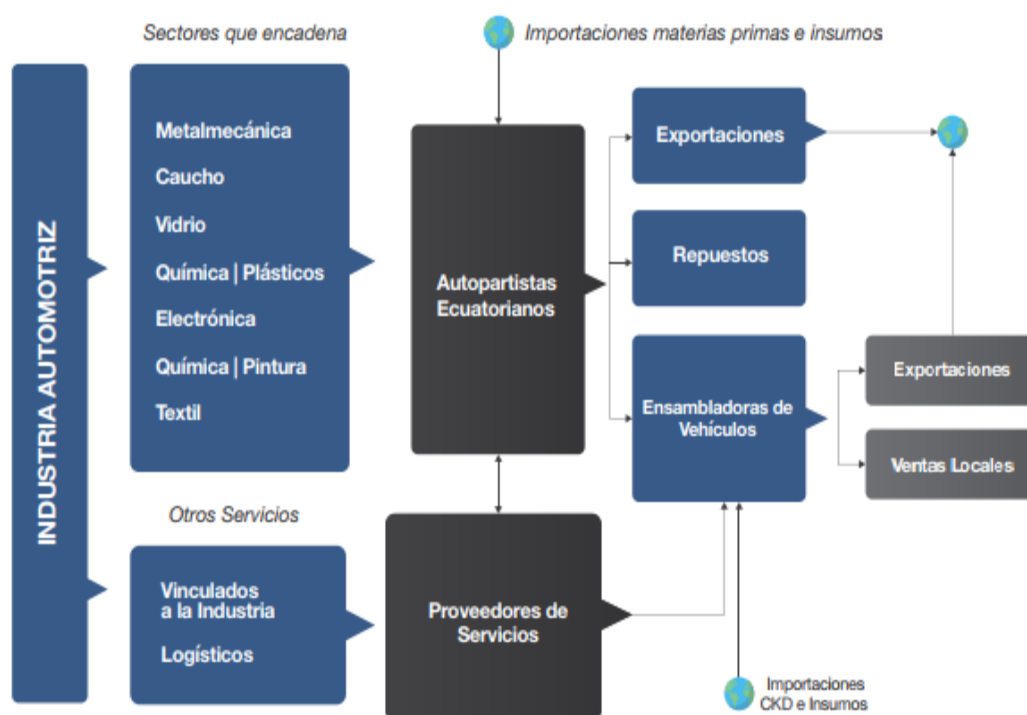 Sectores que encadena
Importaciones materias primas e insumos
INDUSTRIA AUTOMOTRIZ
Metalmecánica
Caucho
Vidrio
Química | Plásticos
Electrónica
Química | Pintura
Textil
Autopartistas
Ecuatorianos
Exportaciones
Repuestos
Ensambladoras de
Vehículos
Exportaciones
Ventas Locales
Otros Servicios
Vinculados
a la Industria
Logísticos
Proveedores de
Servicios
Importaciones
CKD e Insumos